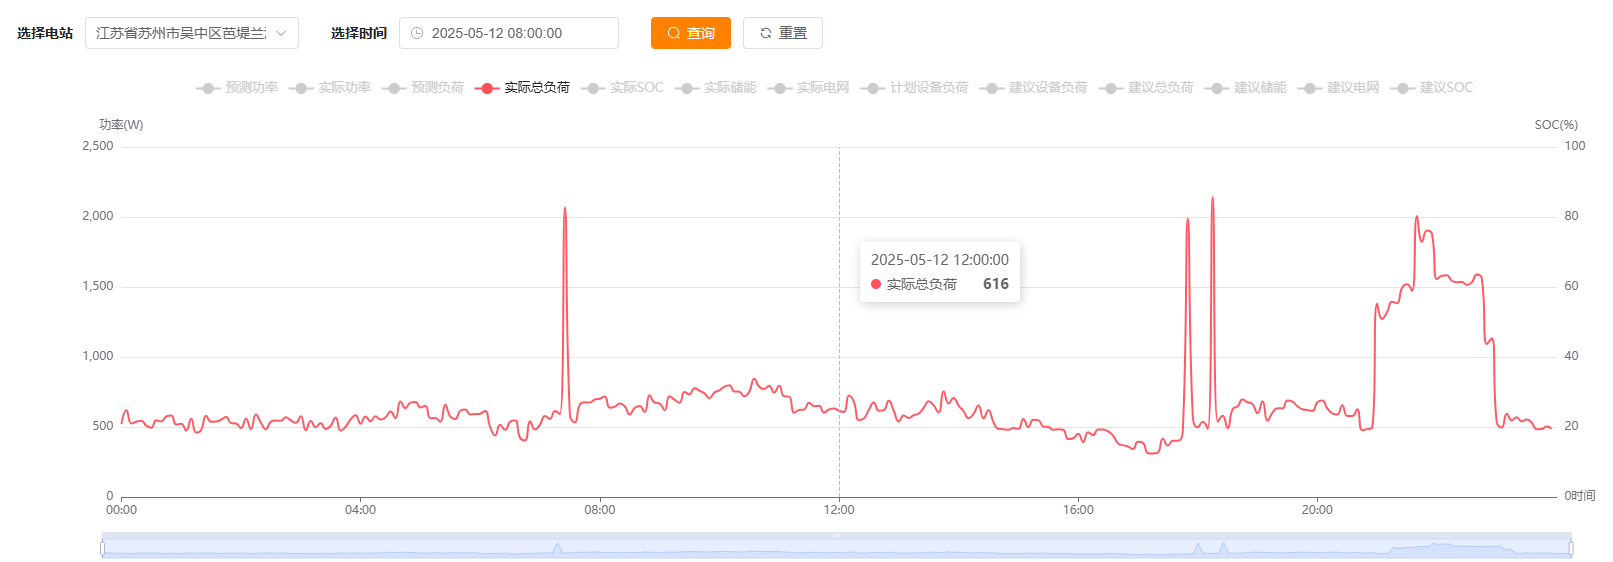 选择电站 江苏省苏州市吴中区芭堤兰 选择时间 2025-05-12 08:00:00 查询 重置
预测功率 实际功率 预测负荷 实际总负荷 实际SOC 实际储能 实际电网 计划设备负荷 建议设备负荷 建议总负荷 建议储能 建议电网 建议SOC
功率(W) SOC(%)
2,500 100
2,000 80
2025-05-12 12:00:00
实际总负荷 616
1,500 60
1,000 40
500 20
0 0时间
00:00 04:00 08:00 12:00 16:00 20:00